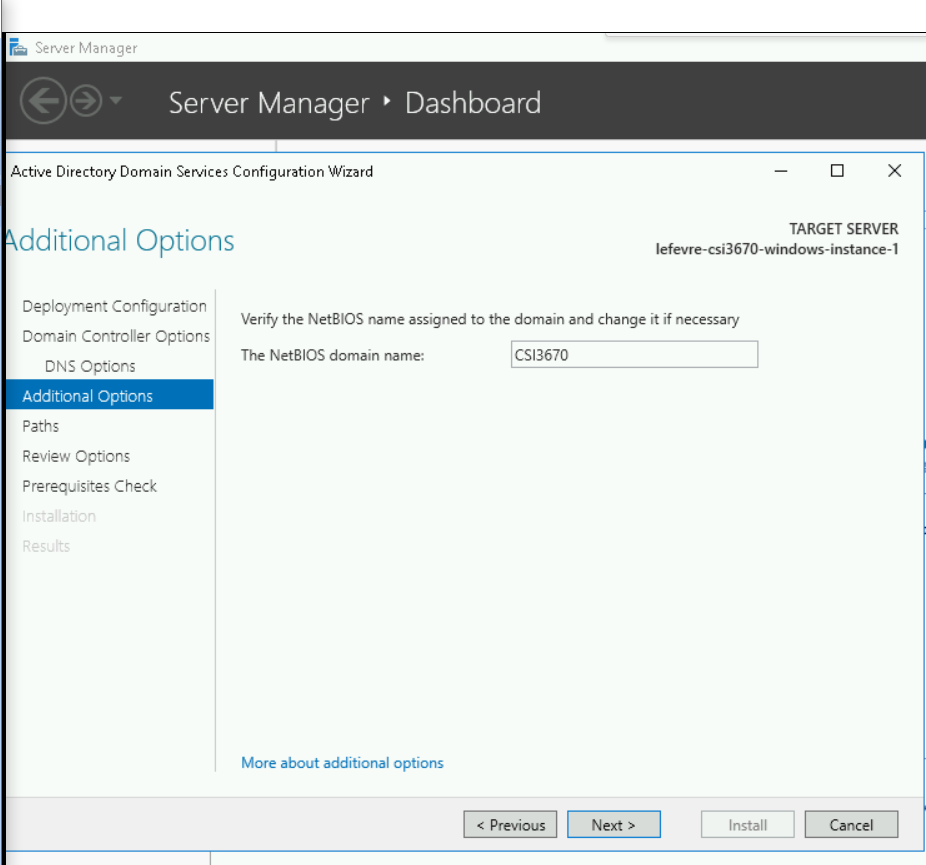 Server Manager
Server Manager ‣ Dashboard
Active Directory Domain Services Configuration Wizard
Additional Options
TARGET SERVER
lefevre-csi3670-windows-instance-1
Deployment Configuration
Domain Controller Options
DNS Options
Additional Options
Paths
Review Options
Prerequisites Check
Installation
Results
Verify the NetBIOS name assigned to the domain and change it if necessary
The NetBIOS domain name: CSI3670
More about additional options
< Previous Next > Install Cancel